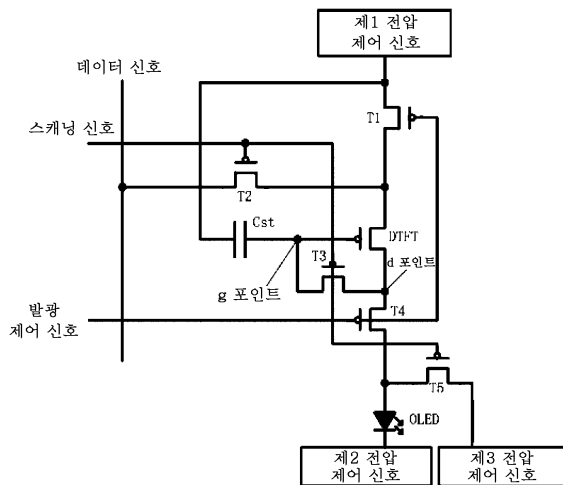 제1 전압
제어 신호
데이터 신호
T1
스캐닝 신호
T2
Cst
T3
DTFT
d 포인트
g 포인트
발광
제어 신호
T4
T5
OLED
제2 전압
제어 신호
제3 전압
제어 신호